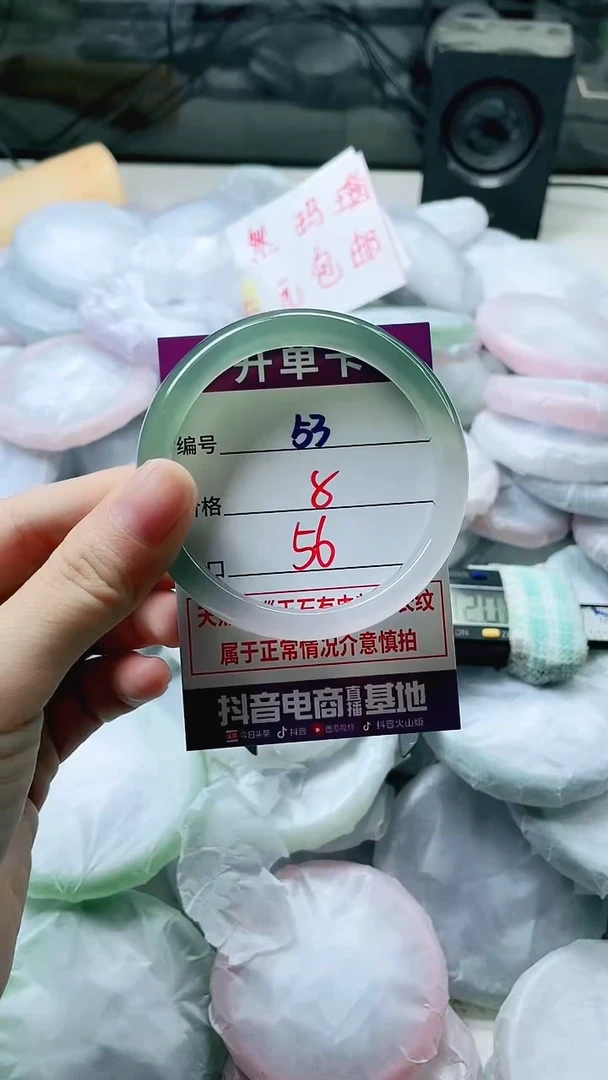 黑玛瑙
元包邮
开单卡
编号 53
价格 8
口 56
属于正常情况介意慎拍
抖音电商直播基地
今日头条 抖音 西瓜视频 抖音火山版